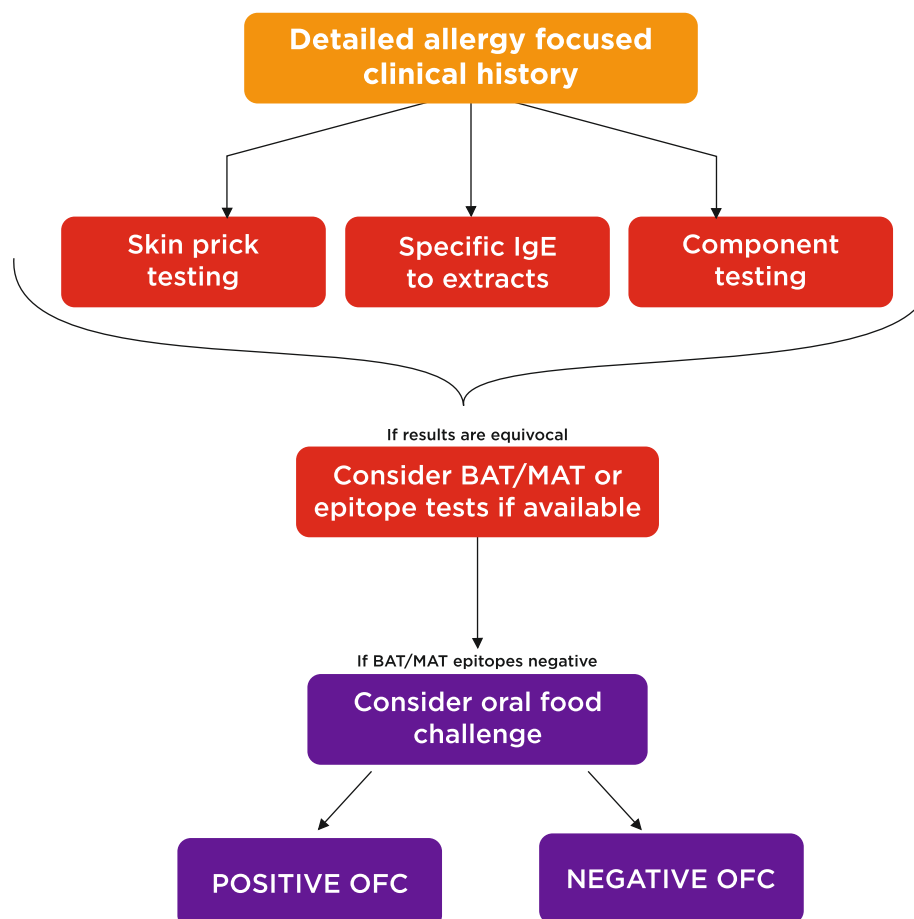 Detailed allergy focused
clinical history
Skin prick
testing
Specific IgE
to extracts
Component
testing
If results are equivocal
Consider BAT/MAT or
epitope tests if available
If BAT/MAT epitopes negative
Consider oral food
challenge
POSITIVE OFC
NEGATIVE OFC